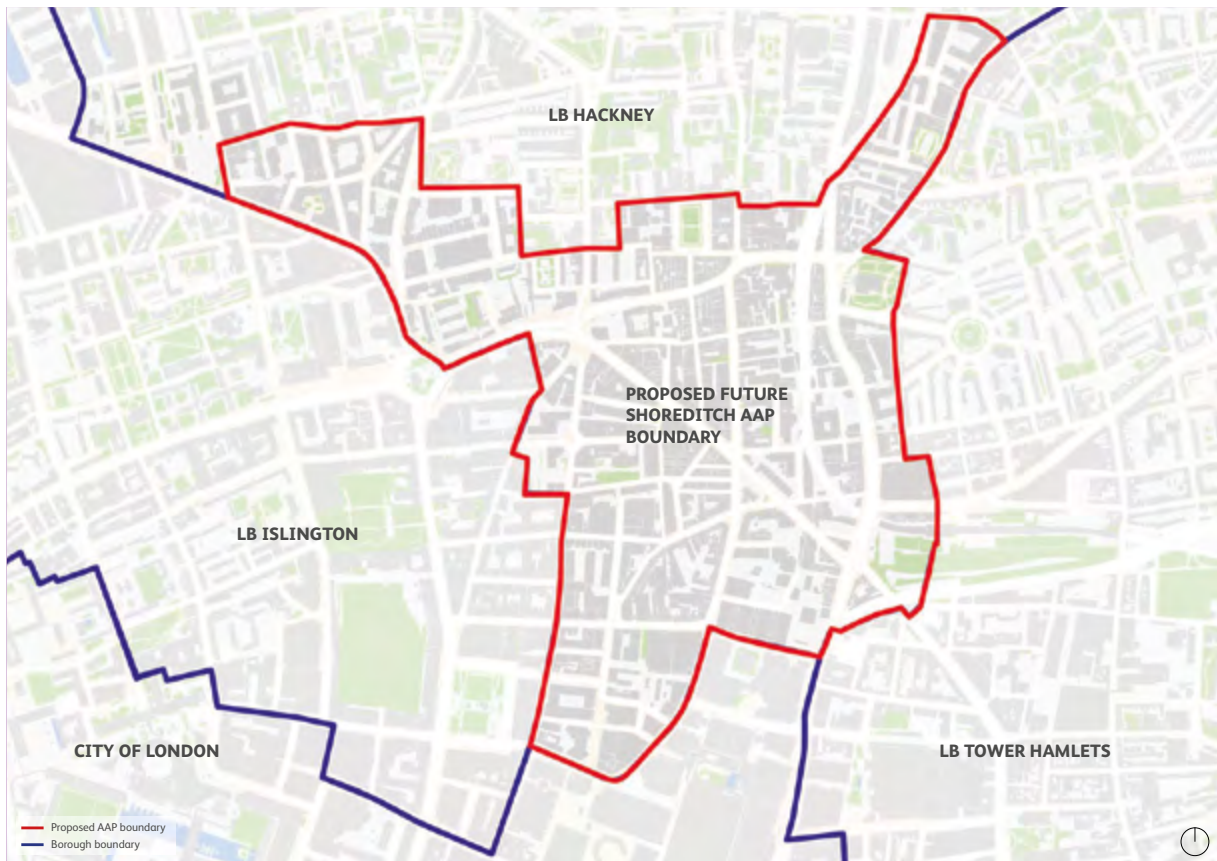 LB HACKNEY
PROPOSED FUTURE
SHOREDITCH AAP
BOUNDARY
LB ISLINGTON
CITY OF LONDON
LB TOWER HAMLETS
Proposed AAP boundary
Borough boundary